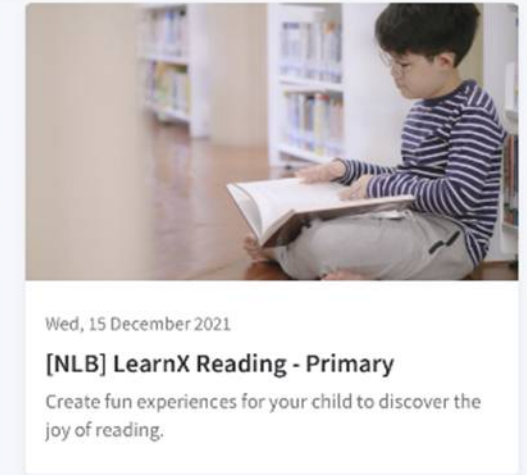 Wed, 15 December 2021
[NLB] LearnX Reading - Primary
Create fun experiences for your child to discover the
joy of reading.